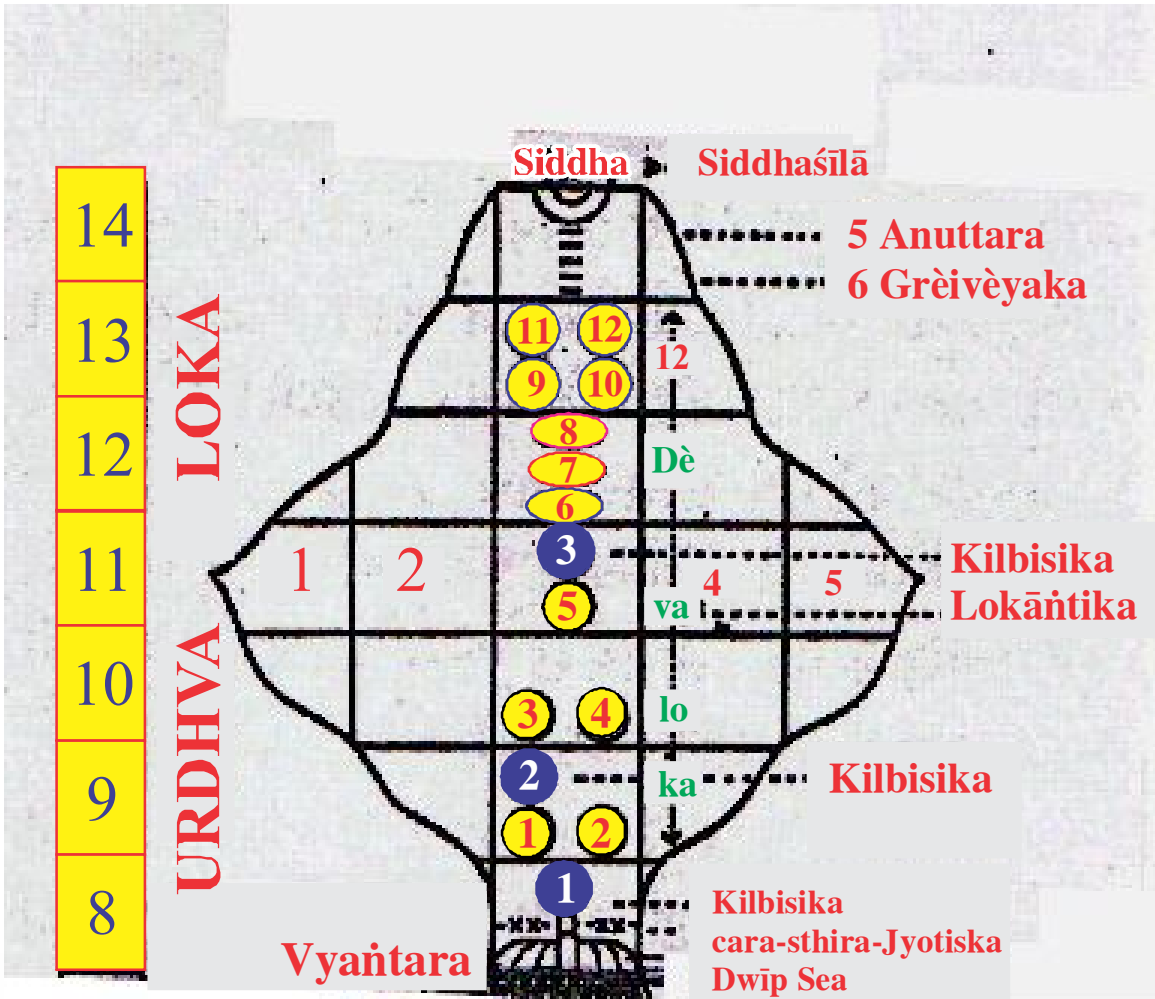 Siddha
Siddhaśīlā
14
5 Anuttara
6 Grèivèyaka
13
11 12
12
9 10
LOKA
12
8
Dè
7
6
11
1 2
3
Kilbisika
4 5
5
va
Lokāṅtika
URDHVA
10
3 4
lo
9
2
ka
Kilbisika
1 2
8
1
Kilbisika
cara-sthira-Jyotiska
Dwīp Sea
Vyaṅtara